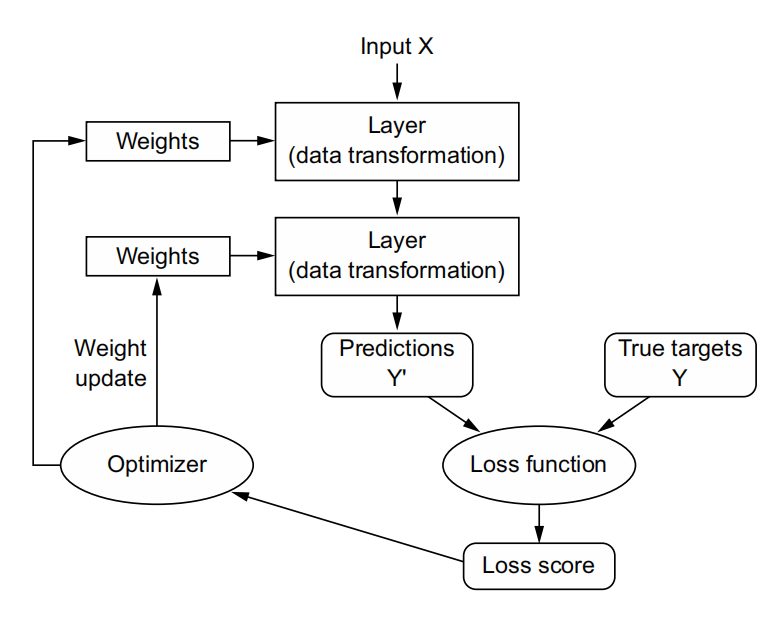 Input X
Weights
Layer
(data transformation)
Weights
Layer
(data transformation)
Weight
update
Predictions
Y'
True targets
Y
Optimizer
Loss function
Loss score